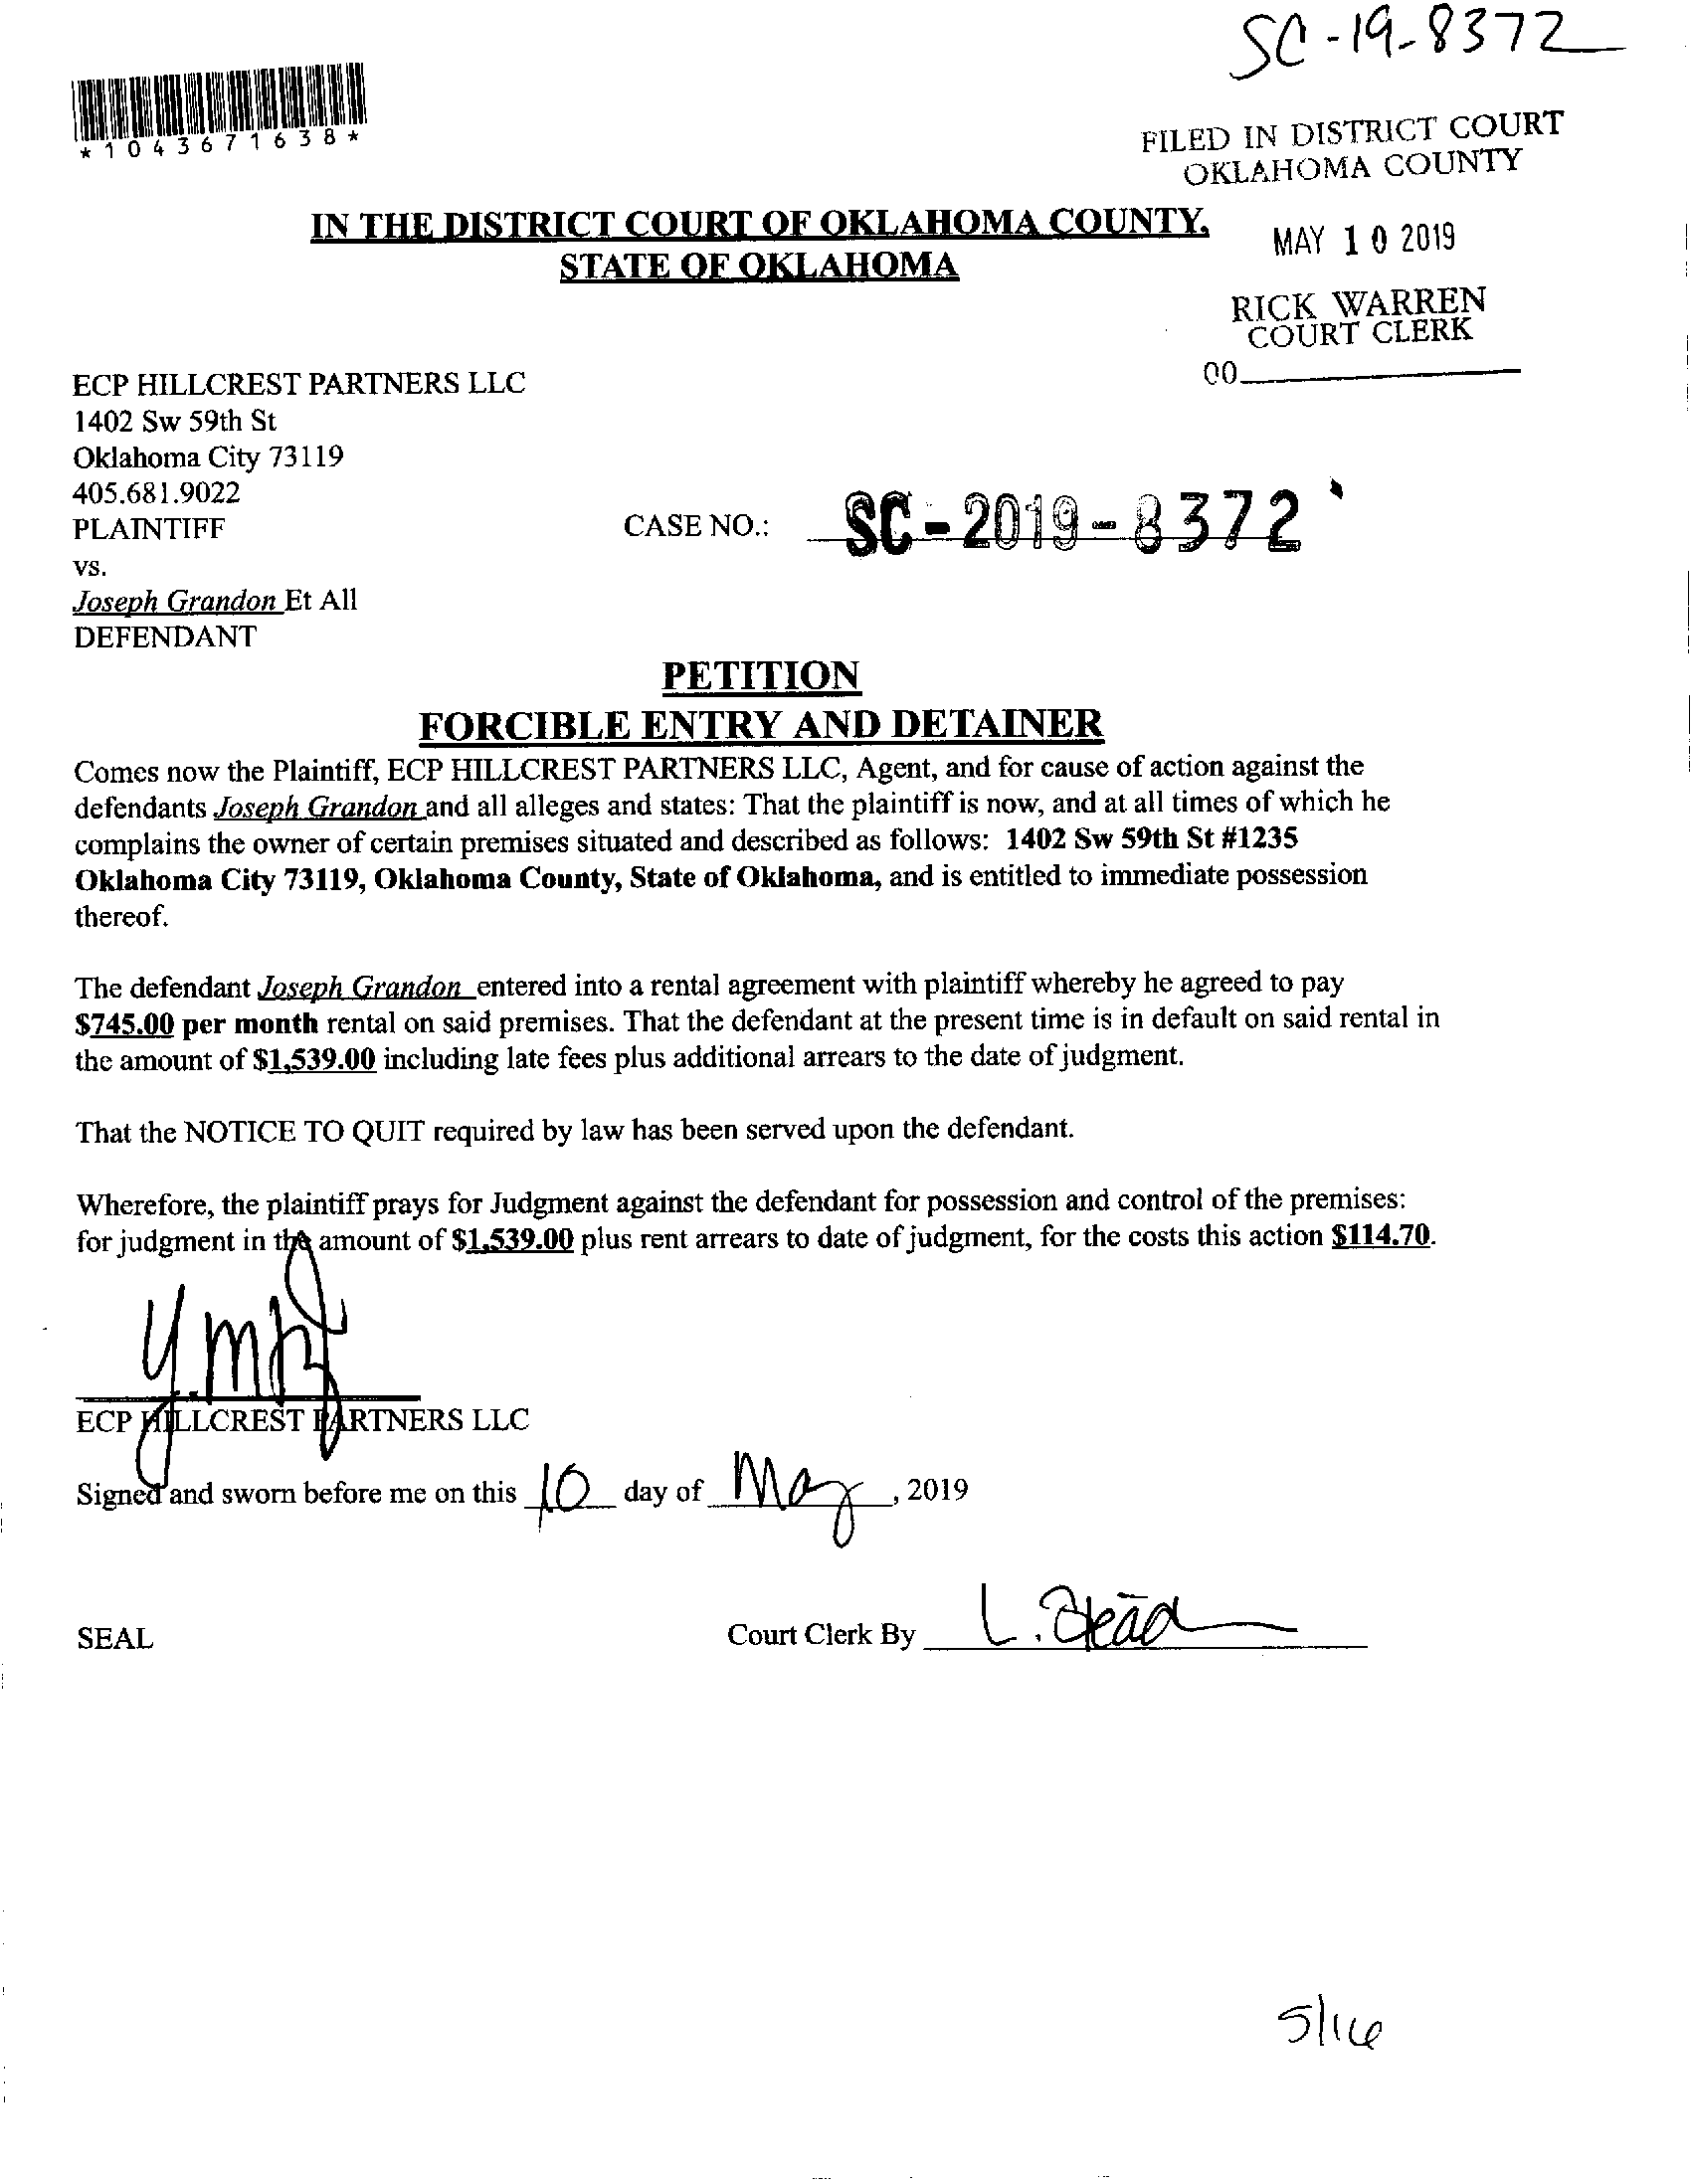 SC-19-8372
*1043671638*
FILED IN DISTRICT COURT
OKLAHOMA COUNTY
IN THE DISTRICT COURT OF OKLAHOMA COUNTY,
STATE OF OKLAHOMA
MAY 10 2019
RICK WARREN
COURT CLERK
00
ECP HILLCREST PARTNERS LLC
1402 Sw 59th St
Oklahoma City 73119
405.681.9022
PLAINTIFF
CASE NO.: SC-2019-8372
vs.
Joseph Grandon Et All
DEFENDANT
PETITION
FORCIBLE ENTRY AND DETAINER
Comes now the Plaintiff, ECP HILLCREST PARTNERS LLC, Agent, and for cause of action against the
defendants Joseph Grandon and all alleges and states: That the plaintiff is now, and at all times of which he
complains the owner of certain premises situated and described as follows: 1402 Sw 59th St #1235
Oklahoma City 73119, Oklahoma County, State of Oklahoma, and is entitled to immediate possession
thereof.
The defendant Joseph Grandon entered into a rental agreement with plaintiff whereby he agreed to pay
$745.00 per month rental on said premises. That the defendant at the present time is in default on said rental in
the amount of $1,539.00 including late fees plus additional arrears to the date of judgment.
That the NOTICE TO QUIT required by law has been served upon the defendant.
Wherefore, the plaintiff prays for Judgment against the defendant for possession and control of the premises:
for judgment in the amount of $1,539.00 plus rent arrears to date of judgment, for the costs this action $114.70.
ECP HILLCREST PARTNERS LLC
Signed and sworn before me on this 10 day of May, 2019
SEAL
Court Clerk By L.
5/16